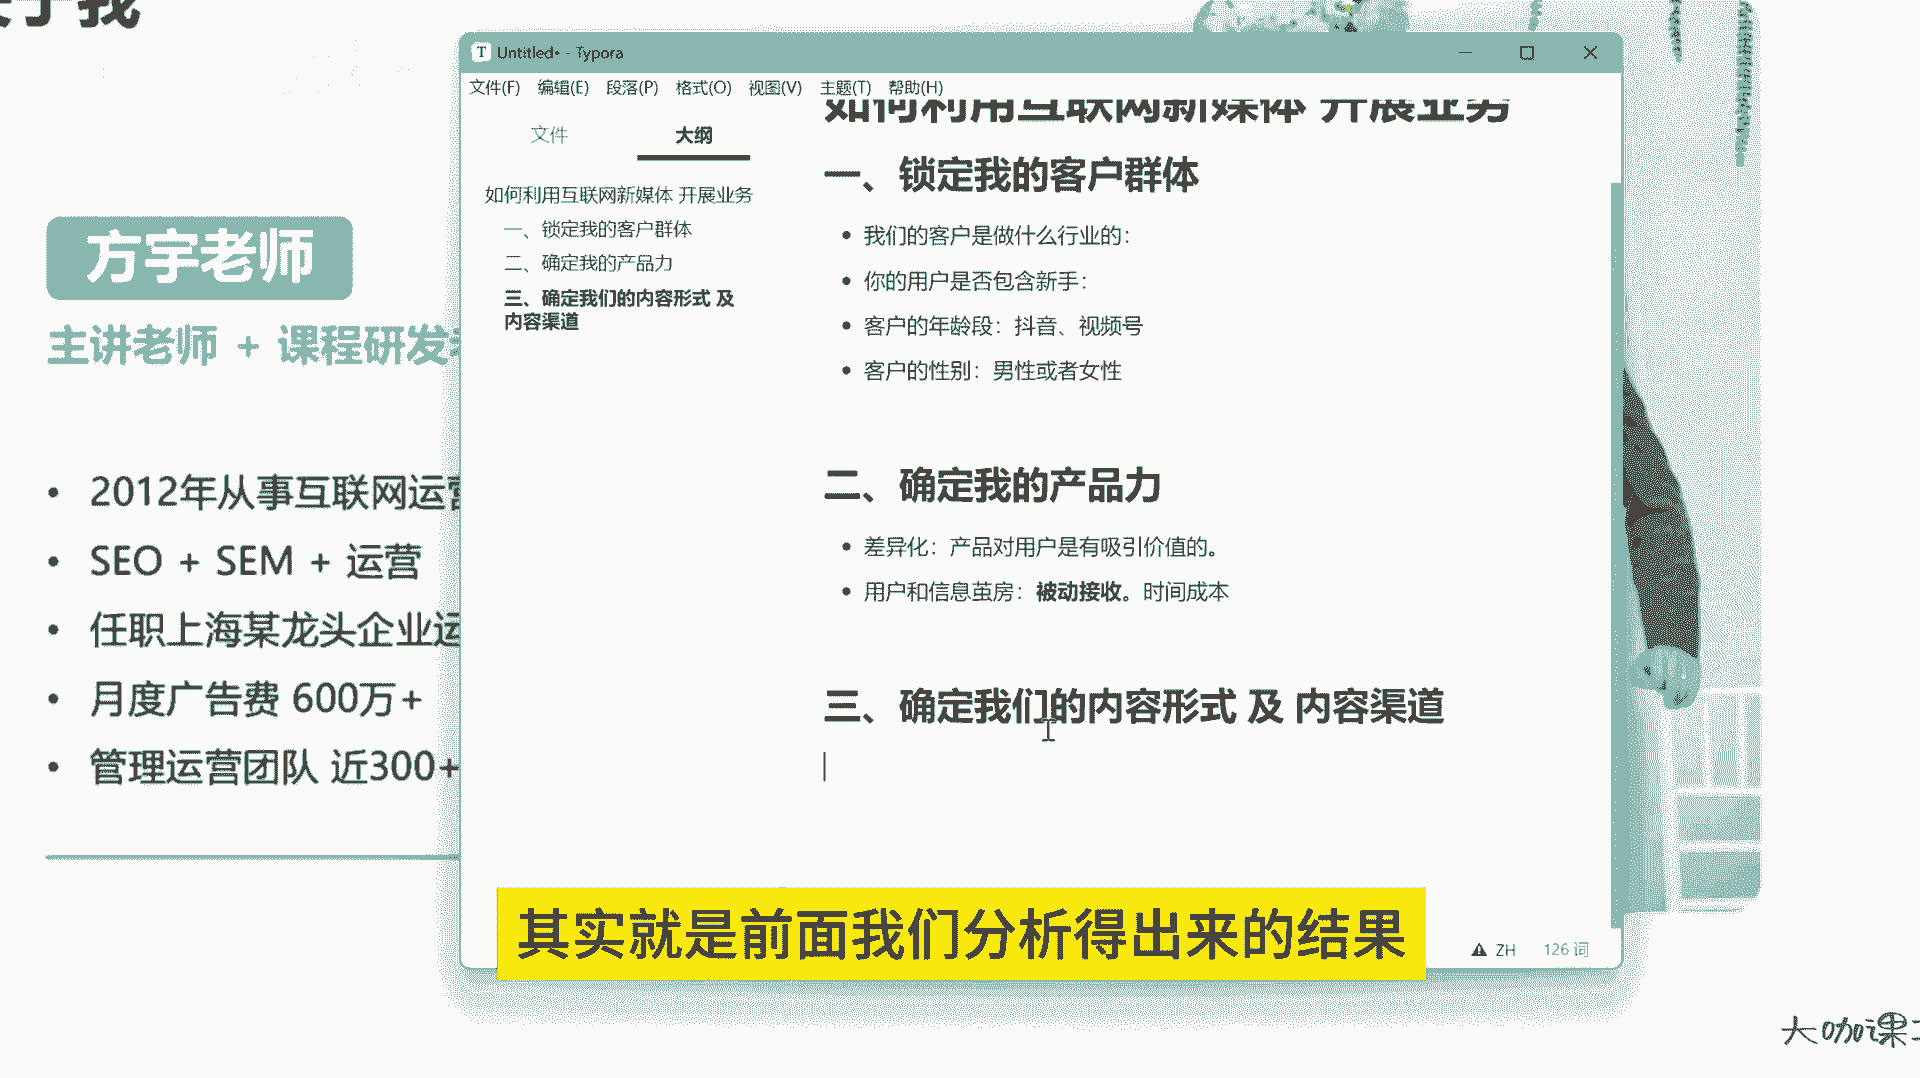 Untitled• - Typora
文件(F) 编辑(E) 段落(P) 格式(O) 视图(V) 主题(T) 帮助(H)
文件 大纲
如何利用互联网新媒体 开展业务
一、锁定我的客户群体
二、确定我的产品力
三、确定我们的内容形式 及
内容渠道
如何利用互联网新媒体 开展业务
一、锁定我的客户群体
我们的客户是做什么行业的：
你的用户是否包含新手：
客户的年龄段：抖音、视频号
客户的性别：男性或者女性
二、确定我的产品力
差异化：产品对用户是有吸引价值的。
用户和信息茧房：被动接收。时间成本
三、确定我们的内容形式 及 内容渠道
ZH 126 词
于我
方宇老师
主讲老师 + 课程研发
2012年从事互联网运营
SEO + SEM + 运营
任职上海某龙头企业运
月度广告费 600万+
管理运营团队 近300+
其实就是前面我们分析得出来的结果
大咖课